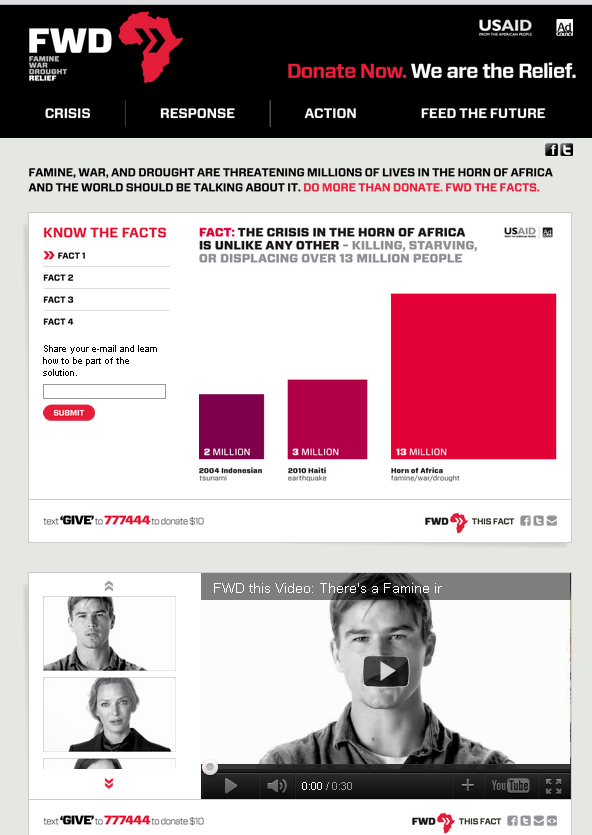 FWD
FAMINE
WAR
DROUGHT
RELIEF
USAID
FROM THE AMERICAN PEOPLE
Ad
Council
Donate Now. We are the Relief.
CRISIS
RESPONSE
ACTION
FEED THE FUTURE
FAMINE, WAR, AND DROUGHT ARE THREATENING MILLIONS OF LIVES IN THE HORN OF AFRICA
AND THE WORLD SHOULD BE TALKING ABOUT IT. DO MORE THAN DONATE. FWD THE FACTS.
KNOW THE FACTS
FACT 1
FACT 2
FACT 3
FACT 4
Share your e-mail and learn
how to be part of the
solution.
SUBMIT
FACT: THE CRISIS IN THE HORN OF AFRICA
IS UNLIKE ANY OTHER – KILLING, STARVING,
OR DISPLACING OVER 13 MILLION PEOPLE
USAID
Ad
2 MILLION
3 MILLION
13 MILLION
2004 Indonesian
tsunami
2010 Haiti
earthquake
Horn of Africa
famine/war/drought
text 'GIVE' to 777444 to donate $10
FWD THIS FACT
FWD this Video: There's a Famine ir
0:00 / 0:30
YouTube
text 'GIVE' to 777444 to donate $10
FWD THIS FACT